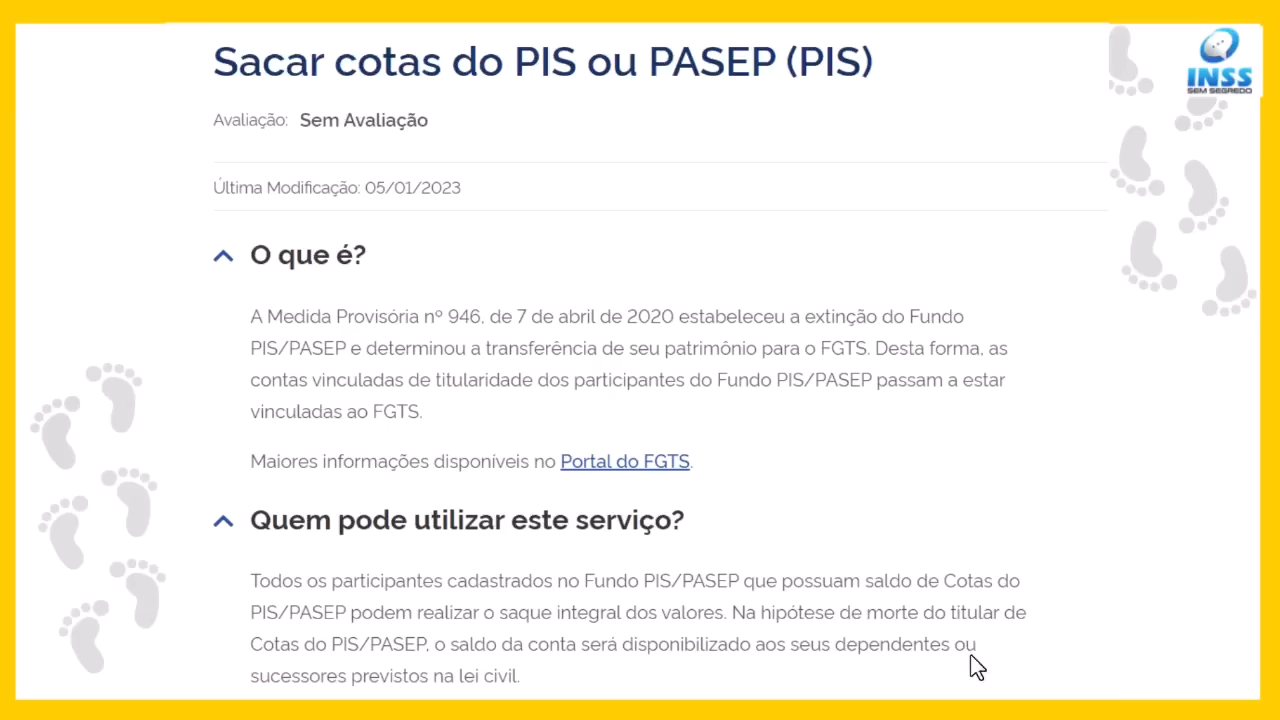 Sacar cotas do PIS ou PASEP (PIS)
INSS
SEM SEGREDO
Avaliação: Sem Avaliação
Última Modificação: 05/01/2023
O que é?
A Medida Provisória nº 946, de 7 de abril de 2020 estabeleceu a extinção do Fundo
PIS/PASEP e determinou a transferência de seu patrimônio para o FGTS. Desta forma, as
contas vinculadas de titularidade dos participantes do Fundo PIS/PASEP passam a estar
vinculadas ao FGTS.
Maiores informações disponíveis no Portal do FGTS.
Quem pode utilizar este serviço?
Todos os participantes cadastrados no Fundo PIS/PASEP que possuam saldo de Cotas do
PIS/PASEP podem realizar o saque integral dos valores. Na hipótese de morte do titular de
Cotas do PIS/PASEP, o saldo da conta será disponibilizado aos seus dependentes ou
sucessores previstos na lei civil.